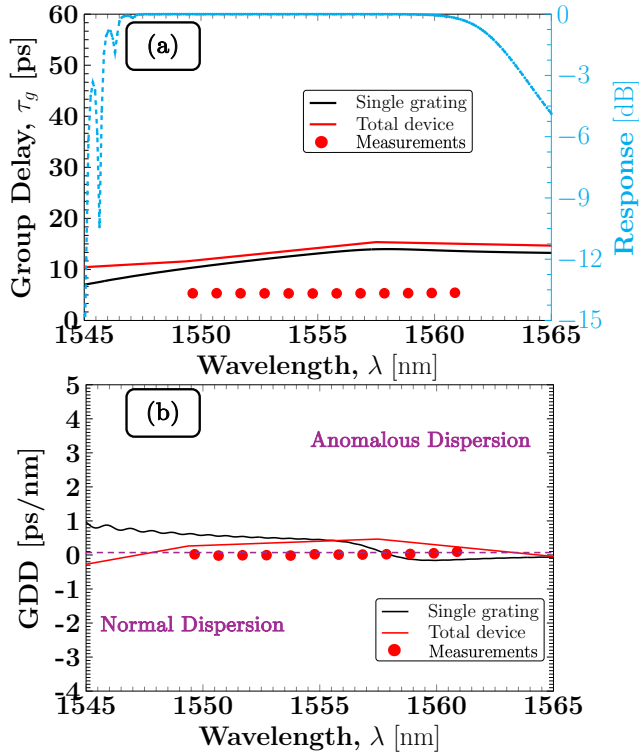 (a)
Group Delay, τg [ps]
60
50
40
30
20
10
0
Single grating
Total device
Measurements
0
−3
−6
−9
−12
−15
Response [dB]
1545 1550 1555 1560 1565
Wavelength, λ [nm]
(b)
GDD [ps/nm]
5
4
3
2
1
0
-1
-2
-3
-4
Anomalous Dispersion
Normal Dispersion
Single grating
Total device
Measurements
1545 1550 1555 1560 1565
Wavelength, λ [nm]